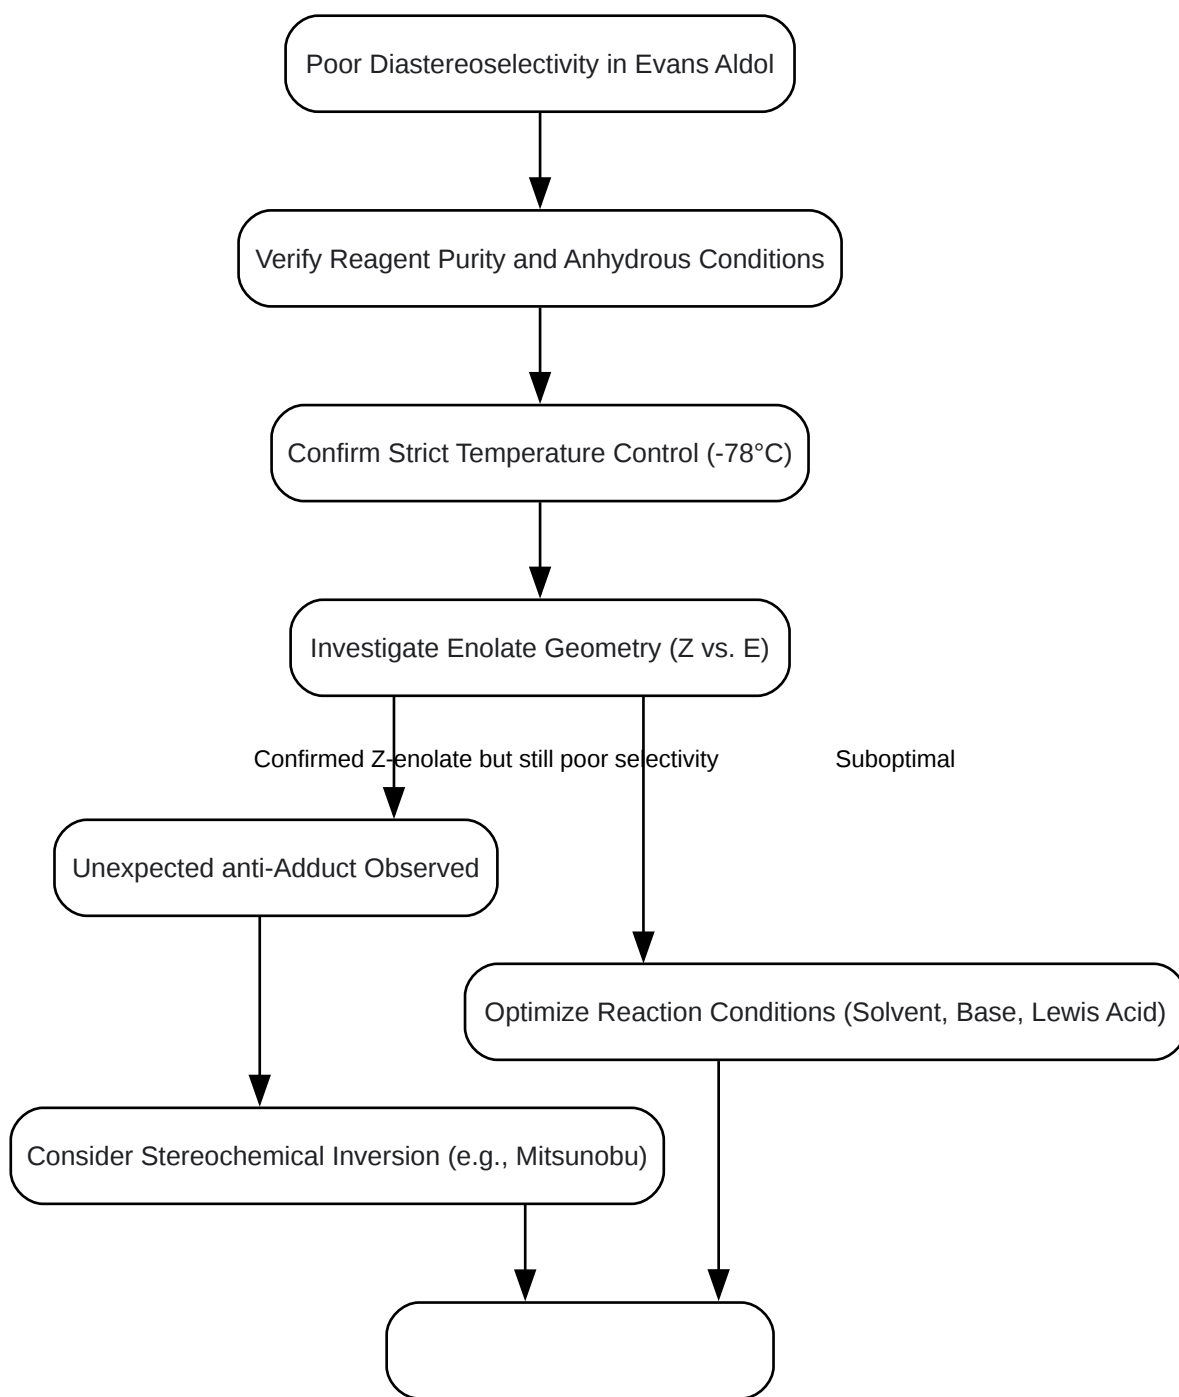 Poor Diastereoselectivity in Evans Aldol
Verify Reagent Purity and Anhydrous Conditions
Confirm Strict Temperature Control (-78°C)
Investigate Enolate Geometry (Z vs. E)
Confirmed Z-enolate but still poor selectivity
Suboptimal
Unexpected anti-Adduct Observed
Optimize Reaction Conditions (Solvent, Base, Lewis Acid)
Consider Stereochemical Inversion (e.g., Mitsunobu)